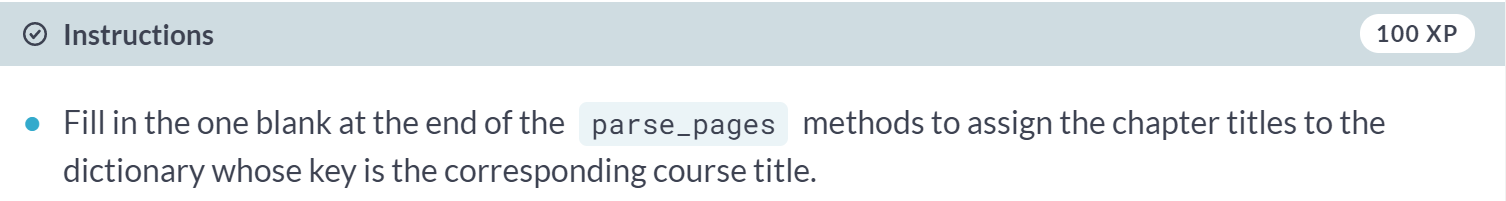 Instructions 100 XP
Fill in the one blank at the end of the parse_pages methods to assign the chapter titles to the
dictionary whose key is the corresponding course title.